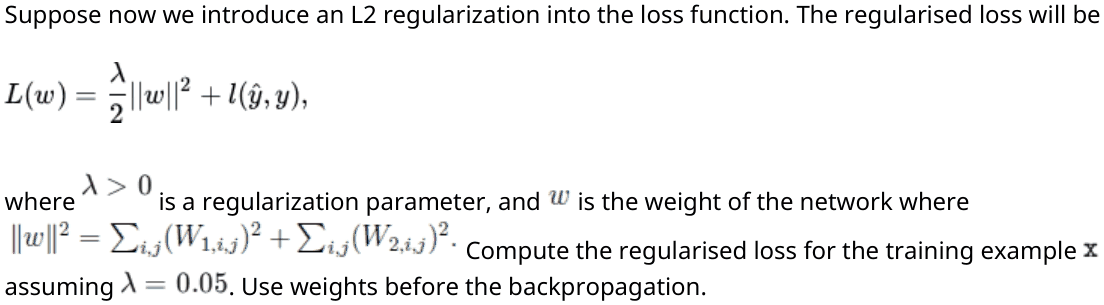 Suppose now we introduce an L2 regularization into the loss function. The regularised loss will be
L(w) = λ/2 ||w||² + l(ŷ, y),
where λ > 0 is a regularization parameter, and w is the weight of the network where
||w||² = ∑i,j(W1,i,j)² + ∑i,j(W2,i,j)². Compute the regularised loss for the training example x
assuming λ = 0.05. Use weights before the backpropagation.